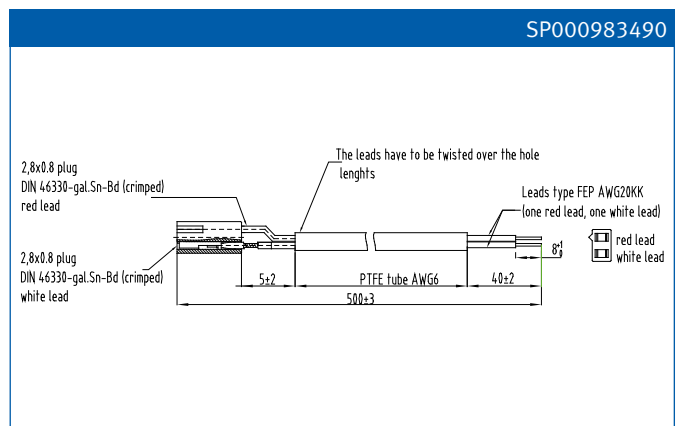 SP000983490
The leads have to be twisted over the hole
lenghts
2,8x0.8 plug
DIN 46330-gal.Sn-Bd (crimped)
red lead
Leads type FEP AWG20KK
(one red lead, one white lead)
red lead
white lead
2,8x0.8 plug
DIN 46330-gal.Sn-Bd (crimped)
white lead
8+1 0
5±2
PTFE tube AWG6
40±2
500±3